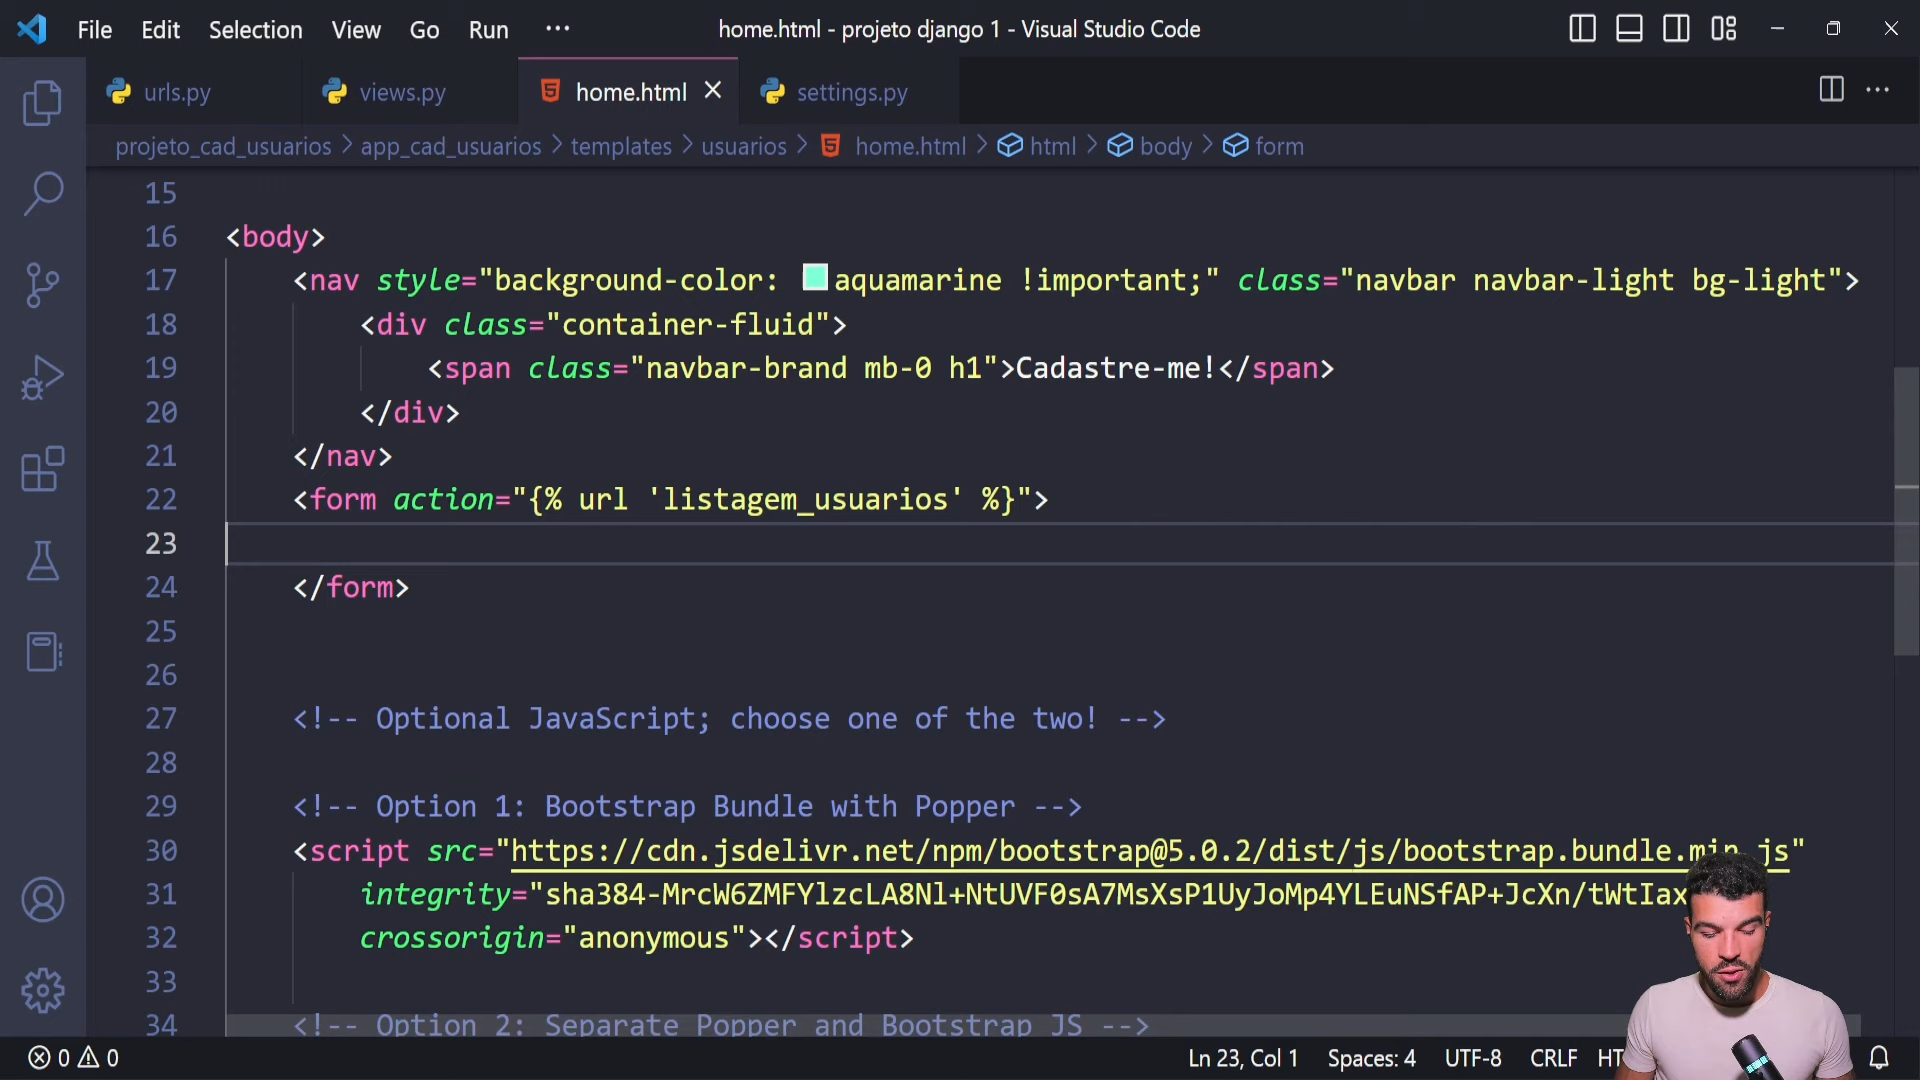 File Edit Selection View Go Run ··· home.html - projeto django 1 - Visual Studio Code
urls.py views.py home.html settings.py
projeto_cad_usuarios > app_cad_usuarios > templates > usuarios > home.html > html > body > form
15
16 <body>
17 <nav style="background-color: aquamarine !important;" class="navbar navbar-light bg-light">
18 <div class="container-fluid">
19 <span class="navbar-brand mb-0 h1">Cadastre-me!</span>
20 </div>
21 </nav>
22 <form action="{% url 'listagem_usuarios' %}">
23
24 </form>
25
26
27 <!-- Optional JavaScript; choose one of the two! -->
28
29 <!-- Option 1: Bootstrap Bundle with Popper -->
30 <script src="https://cdn.jsdelivr.net/npm/bootstrap@5.0.2/dist/js/bootstrap.bundle.min.js"
31 integrity="sha384-MrcW6ZMFYlzcLA8Nl+NtUVF0sA7MsXsP1UyJoMp4YLEuNSfAP+JcXn/tWtIax
32 crossorigin="anonymous"></script>
33
34 <!-- Option 2: Separate Popper and Bootstrap JS -->
0 0 Ln 23, Col 1 Spaces: 4 UTF-8 CRLF HT